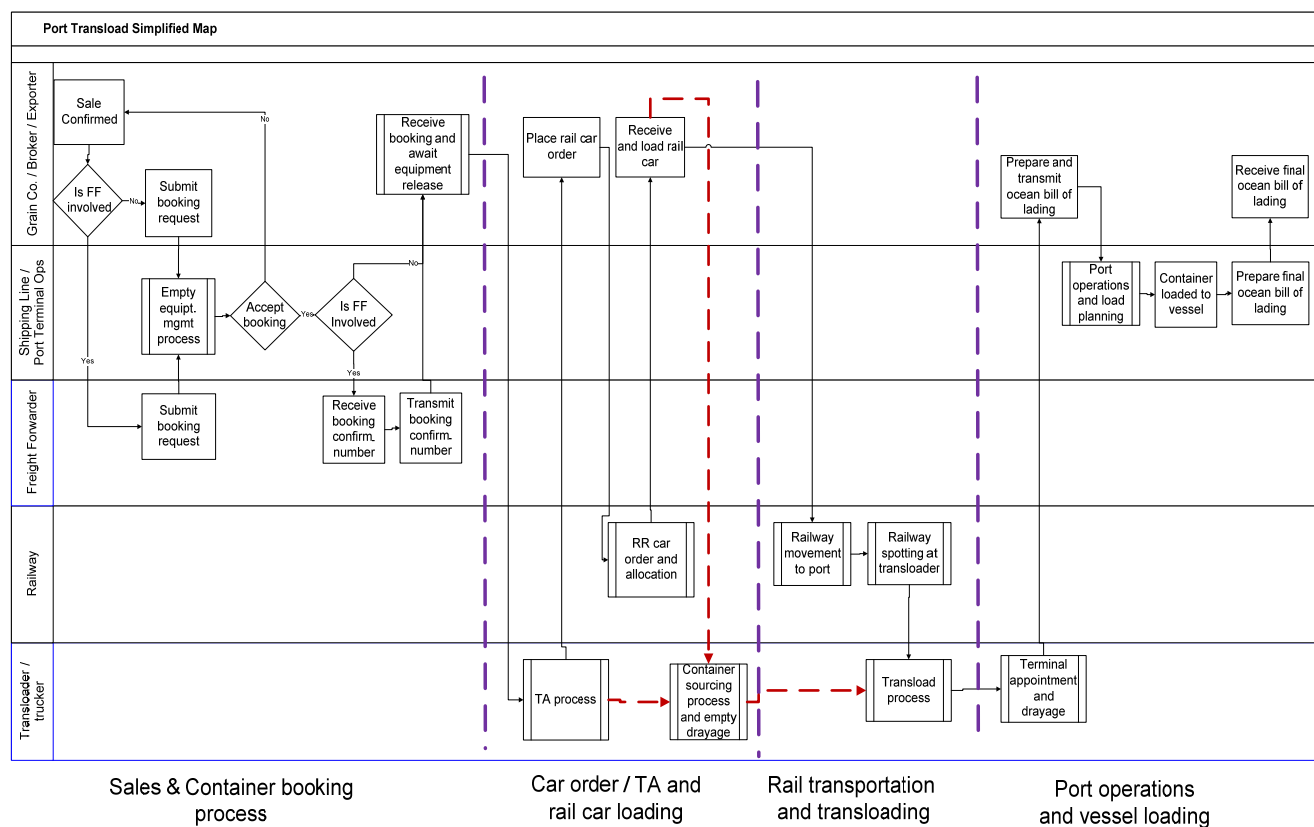 Port Transload Simplified Map
Grain Co. / Broker / Exporter
Sale
Confirmed
Is FF
involved
No
Yes
Submit
booking
request
No
Receive
booking and
await
equipment
release
Place rail car
order
Receive
and load rail
car
Prepare and
transmit ocean
bill of
lading
Receive final
ocean bill of
lading
Shipping Line /
Port Terminal Ops
Empty
equipt.
mgmt
process
Accept
booking
Yes
Is FF
Involved
No
Yes
Port
operations
and load
planning
Container
loaded to
vessel
Prepare final
ocean bill of
lading
Freight Forwarder
Submit
booking
request
Receive
booking
confirm.
number
Transmit
booking
confirm.
number
Railway
RR car
order and
allocation
Railway
movement
to port
Railway
spotting at
transloader
Transloader /
trucker
TA process
Container
sourcing
process
and empty
drayage
Transload
process
Terminal
appointment
and
drayage
Sales & Container booking
process
Car order / TA and
rail car loading
Rail transportation
and transloading
Port operations
and vessel loading